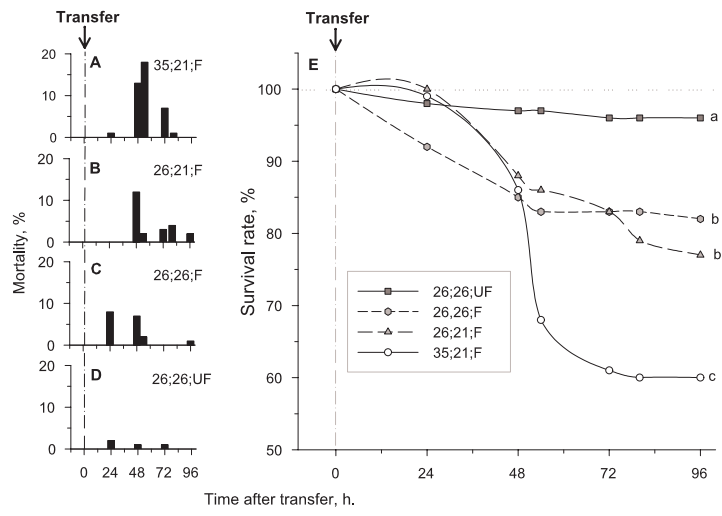 Transfer
A
35;21;F
20
10
0
B
26;21;F
20
10
0
C
26;26;F
20
10
0
D
26;26;UF
20
10
0
0 24 48 72 96
Mortality, %
Transfer
E
100
90
80
70
60
50
Survival rate, %
a
b
b
c
26;26;UF
26,26;F
26;21;F
35;21;F
0 24 48 72 96
Time after transfer, h.